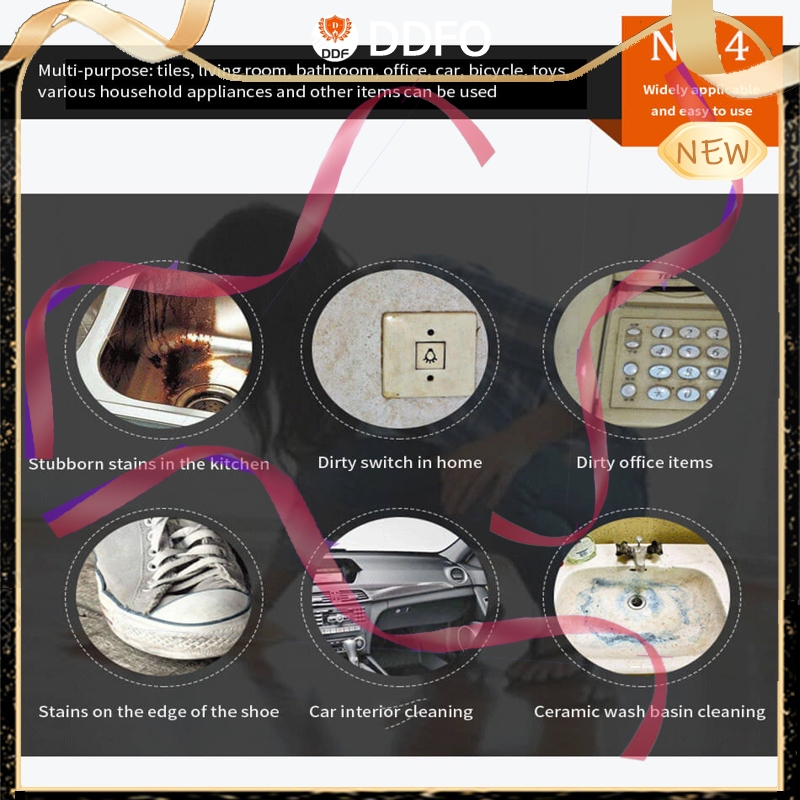 DDFO
DDF
Multi-purpose: tiles, living room, bathroom, office, car, bicycle, toys
various household appliances and other items can be used
4
Widely applicable
and easy to use
NEW
Stubborn stains in the kitchen
Dirty switch in home
Dirty office items
Stains on the edge of the shoe
Car interior cleaning
Ceramic wash basin cleaning